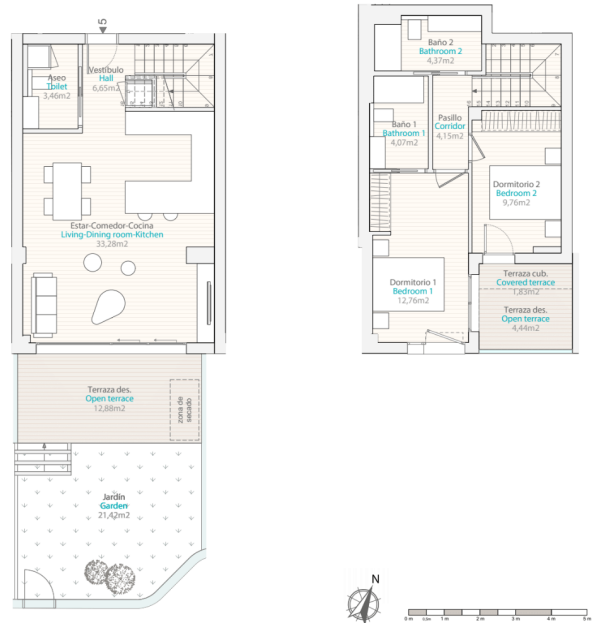 5
Aseo
Toilet
3,46m2
Vestíbulo
Hall
6,65m2
Estar-Comedor-Cocina
Living-Dining room-Kitchen
33,28m2
Terraza des.
Open terrace
12,88m2
zona de
secado
Jardín
Garden
21,42m2
Baño 2
Bathroom 2
4,37m2
Baño 1
Bathroom 1
4,07m2
Pasillo
Corridor
4,15m2
Dormitorio 2
Bedroom 2
9,76m2
Dormitorio 1
Bedroom 1
12,76m2
Terraza cub.
Covered terrace
1,83m2
Terraza des.
Open terrace
4,44m2
N
0 m 0,5m 1 m 2 m 3 m 4 m 5 m